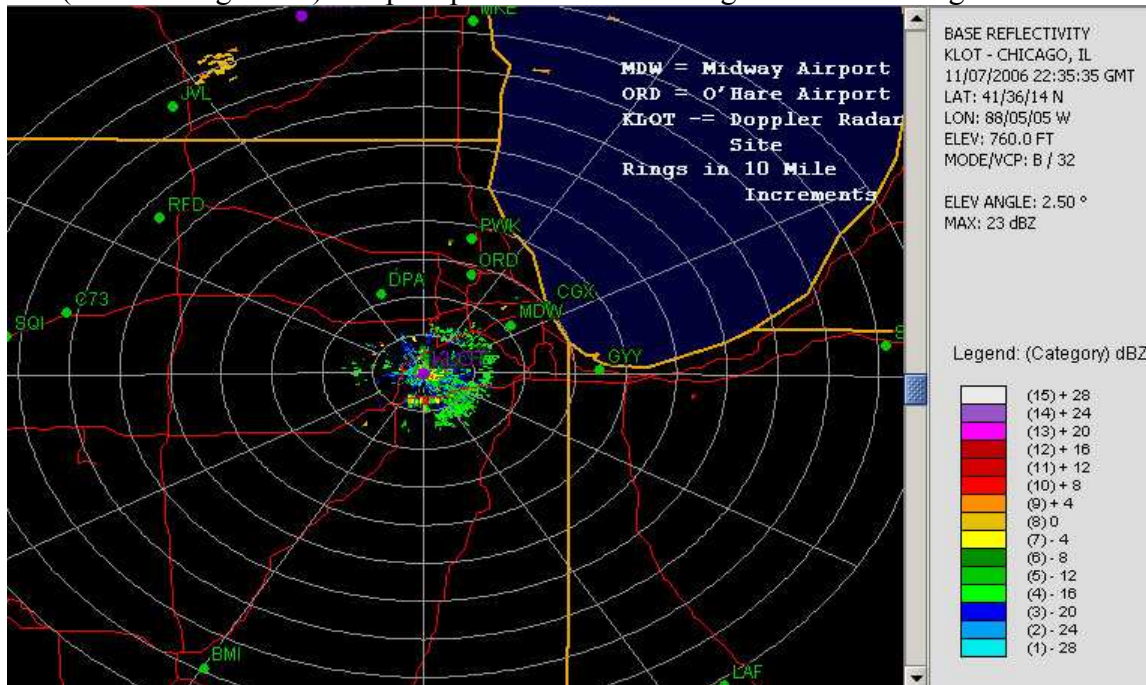 MKE
JVL
MDW = Midway Airport
ORD = O'Hare Airport
KLOT -= Doppler Radar
Site
Rings in 10 Mile
Increments
RFD
PWK
ORD
DPA
C73
CGX
SQI
MDW
GYY
S
BMI
LAF
BASE REFLECTIVITY
KLOT - CHICAGO, IL
11/07/2006 22:35:35 GMT
LAT: 41/36/14 N
LON: 88/05/05 W
ELEV: 760.0 FT
MODE/VCP: B / 32
ELEV ANGLE: 2.50 °
MAX: 23 dBZ
Legend: (Category) dBZ
(15) + 28
(14) + 24
(13) + 20
(12) + 16
(11) + 12
(10) + 8
(9) + 4
(8) 0
(7) - 4
(6) - 8
(5) - 12
(4) - 16
(3) - 20
(2) - 24
(1) - 28